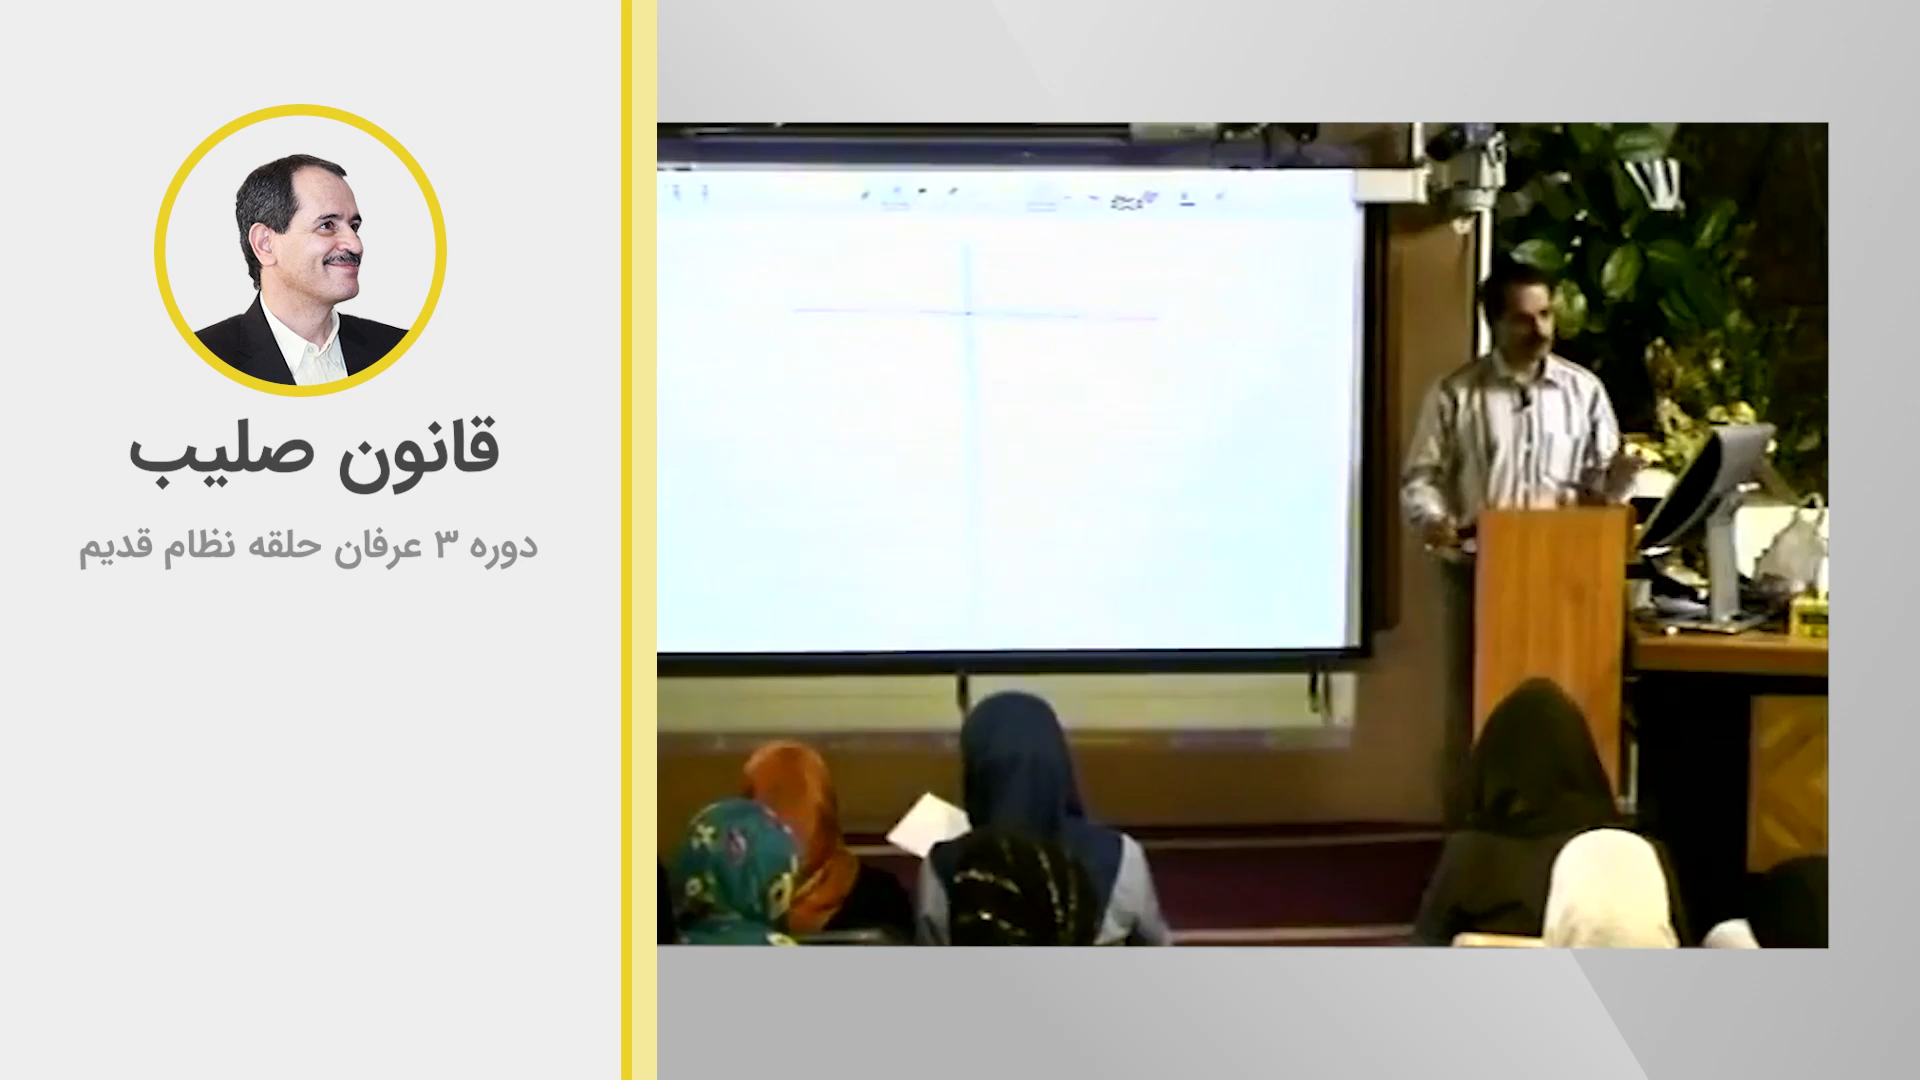 قانون صلیب
دوره ۳ عرفان حلقه نظام قدیم